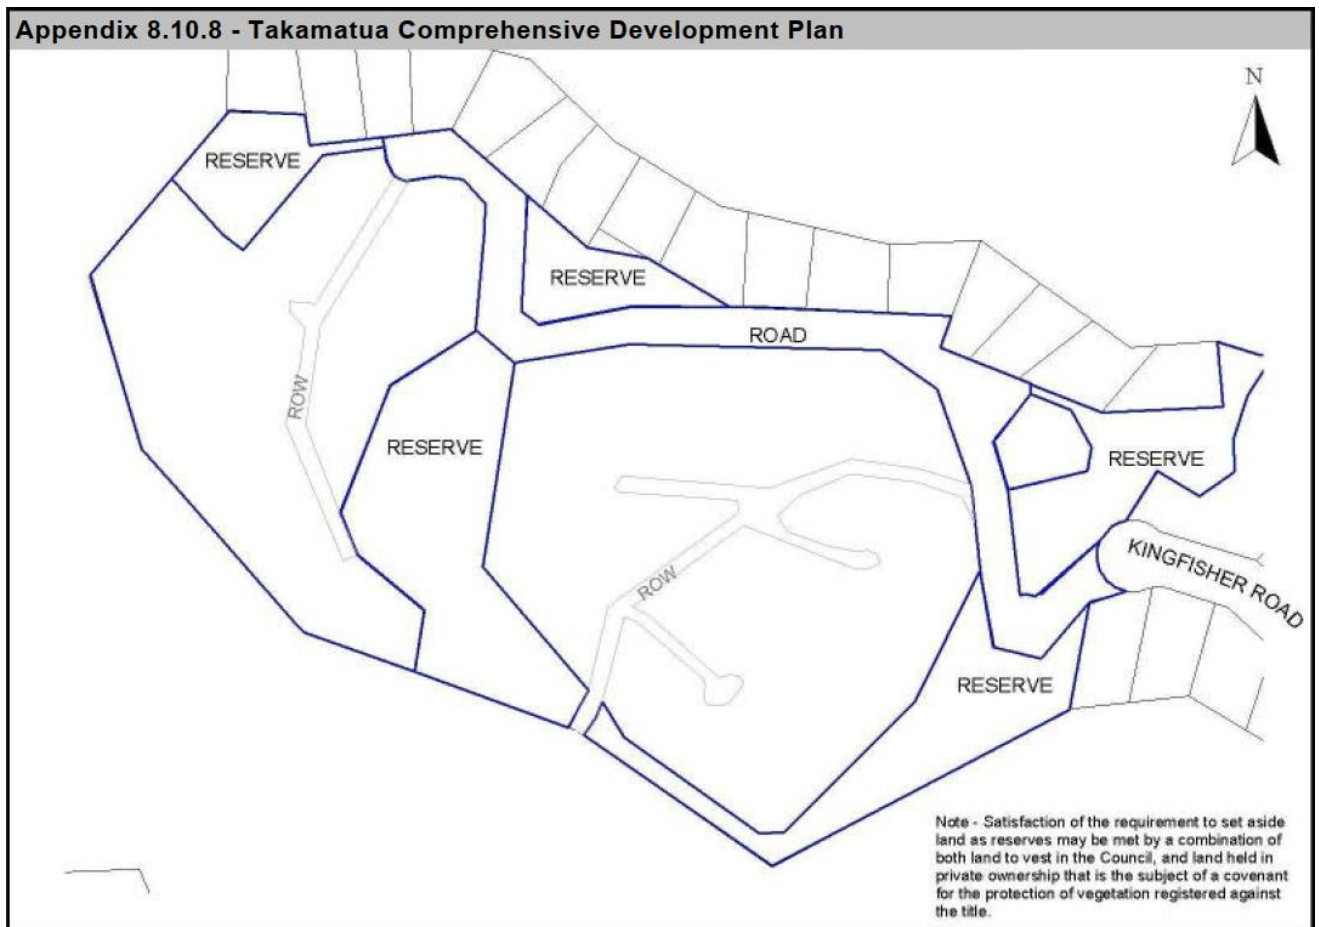 Appendix 8.10.8 - Takamatua Comprehensive Development Plan
N
RESERVE
RESERVE
ROAD
ROW
RESERVE
RESERVE
KINGFISHER ROAD
ROW
RESERVE
Note - Satisfaction of the requirement to set aside
land as reserves may be met by a combination of
both land to vest in the Council, and land held in
private ownership that is the subject of a covenant
for the protection of vegetation registered against
the title.